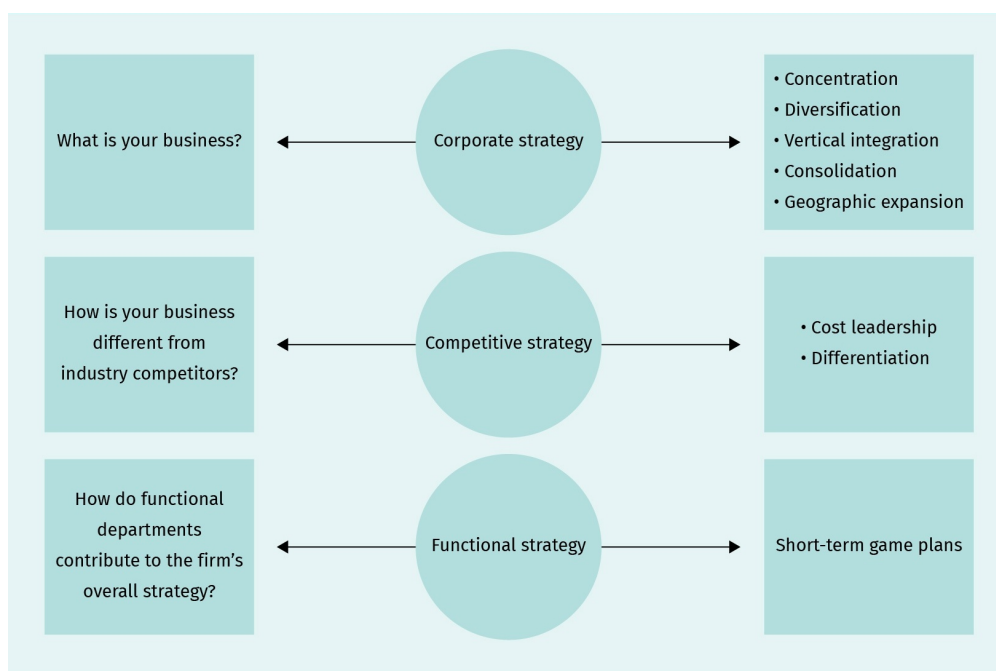 What is your business?
Corporate strategy
• Concentration
• Diversification
• Vertical integration
• Consolidation
• Geographic expansion
How is your business
different from
industry competitors?
Competitive strategy
• Cost leadership
• Differentiation
How do functional
departments
contribute to the firm’s
overall strategy?
Functional strategy
Short-term game plans